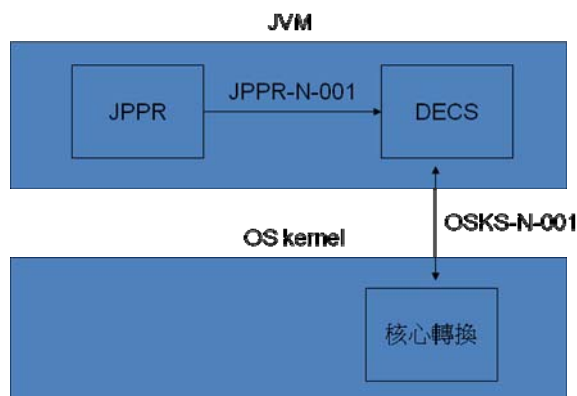 JVM
JPPR
JPPR-N-001
DECS
OSKS-N-001
OS kernel
核心轉換